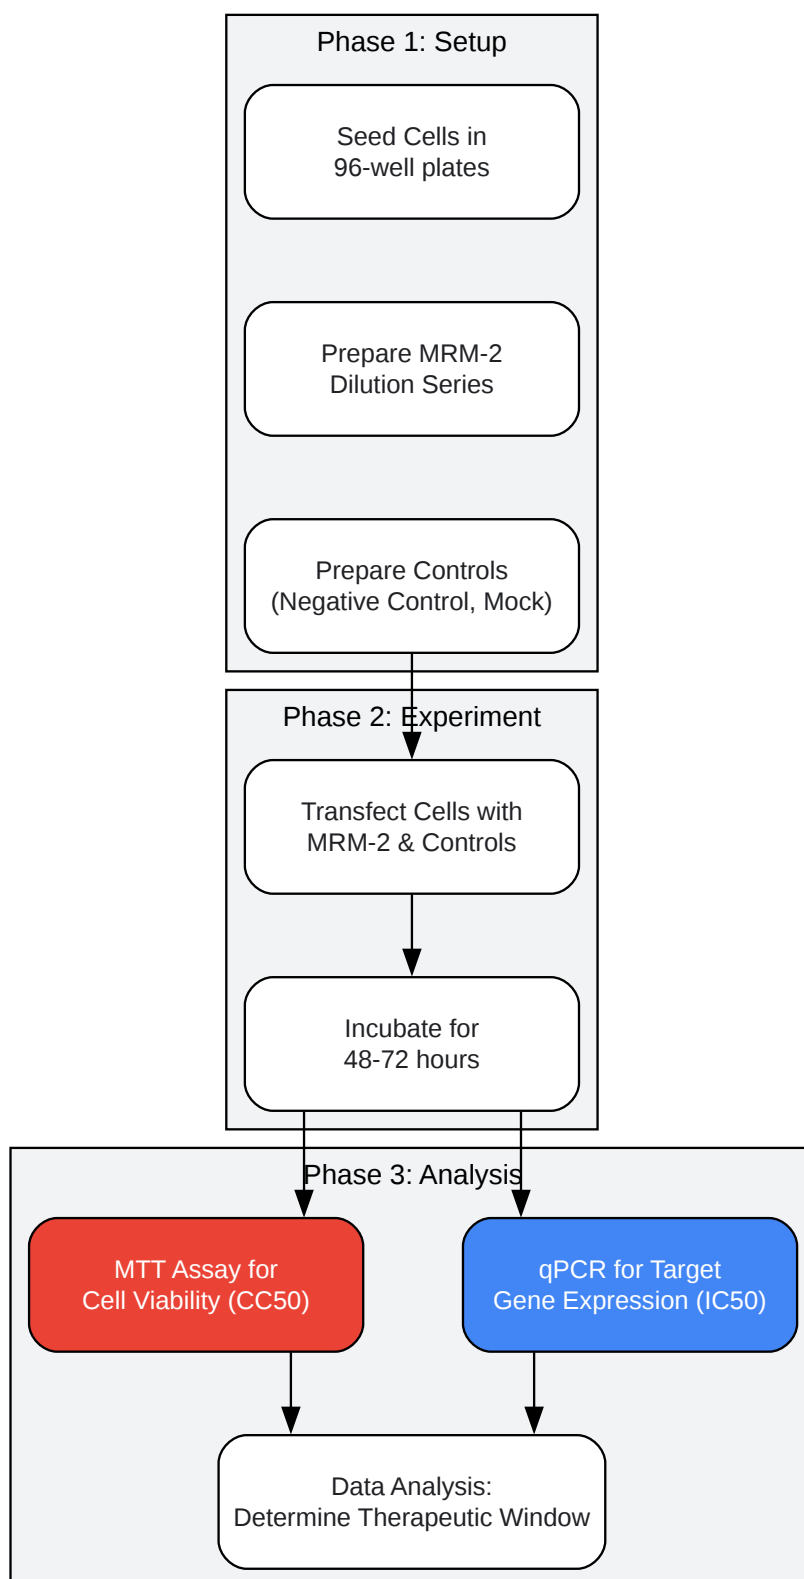 Phase 1: Setup
Seed Cells in
96-well plates
Prepare MRM-2
Dilution Series
Prepare Controls
(Negative Control, Mock)
Phase 2: Experiment
Transfect Cells with
MRM-2 & Controls
Incubate for
48-72 hours
Phase 3: Analysis
MTT Assay for
Cell Viability (CC50)
qPCR for Target
Gene Expression (IC50)
Data Analysis:
Determine Therapeutic Window